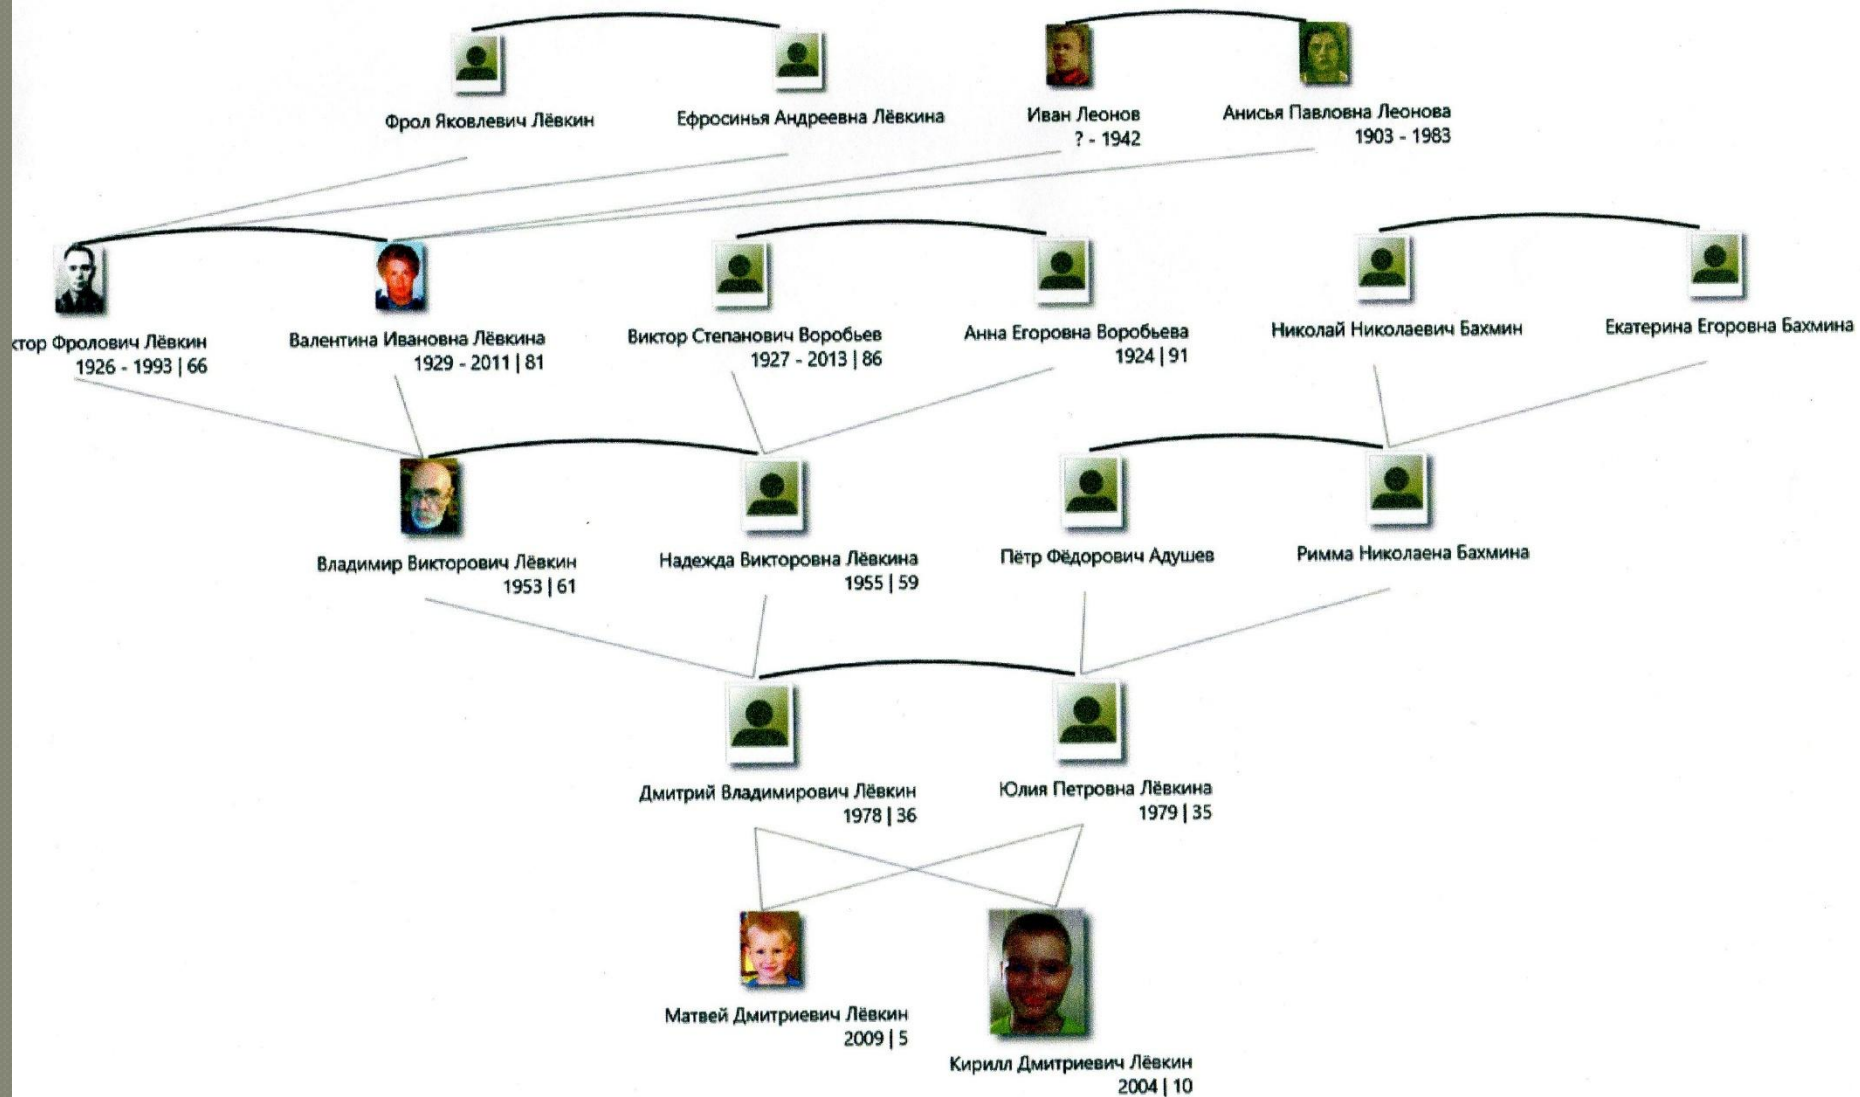 Фрол Яковлевич Лёвкин
Ефросинья Андреевна Лёвкина
Иван Леонов
? - 1942
Анисья Павловна Леонова
1903 - 1983
ктор Фролович Лёвкин
1926 - 1993 | 66
Валентина Ивановна Лёвкина
1929 - 2011 | 81
Виктор Степанович Воробьев
1927 - 2013 | 86
Анна Егоровна Воробьева
1924 | 91
Николай Николаевич Бахмин
Екатерина Егоровна Бахмина
Владимир Викторович Лёвкин
1953 | 61
Надежда Викторовна Лёвкина
1955 | 59
Пётр Фёдорович Адушев
Римма Николаена Бахмина
Дмитрий Владимирович Лёвкин
1978 | 36
Юлия Петровна Лёвкина
1979 | 35
Матвей Дмитриевич Лёвкин
2009 | 5
Кирилл Дмитриевич Лёвкин
2004 | 10